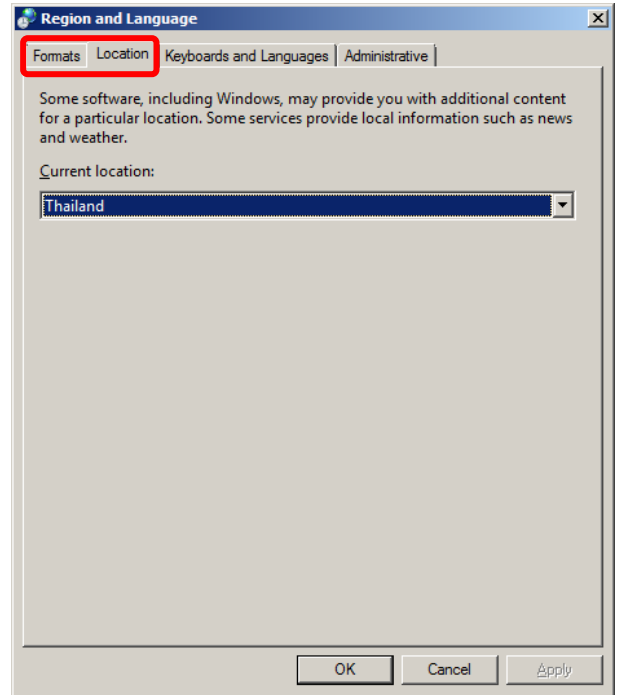 Region and Language
Formats Location Keyboards and Languages Administrative
Some software, including Windows, may provide you with additional content
for a particular location. Some services provide local information such as news
and weather.
Current location:
Thailand
OK Cancel Apply